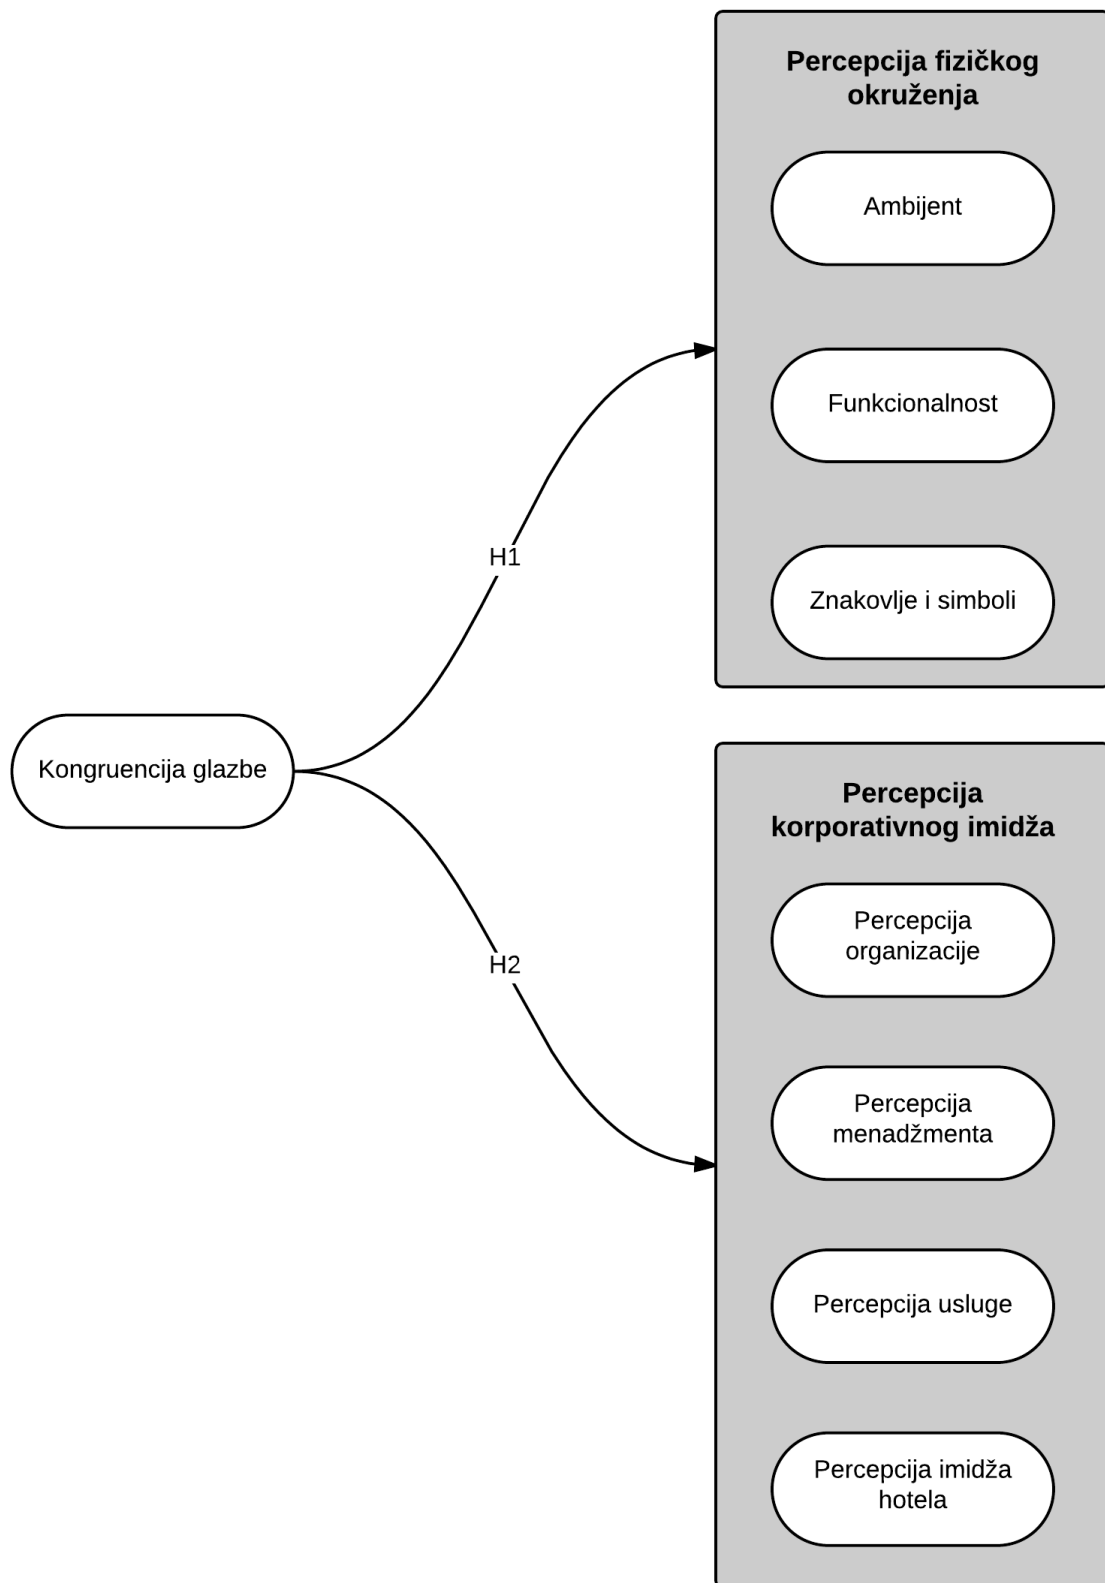 Percepcija fizičkog
okruženja
Ambijent
Funkcionalnost
H1
Znakovlje i simboli
Kongruencija glazbe
Percepcija
korporativnog imidža
Percepcija
organizacije
H2
Percepcija
menadžmenta
Percepcija usluge
Percepcija imidža
hotela